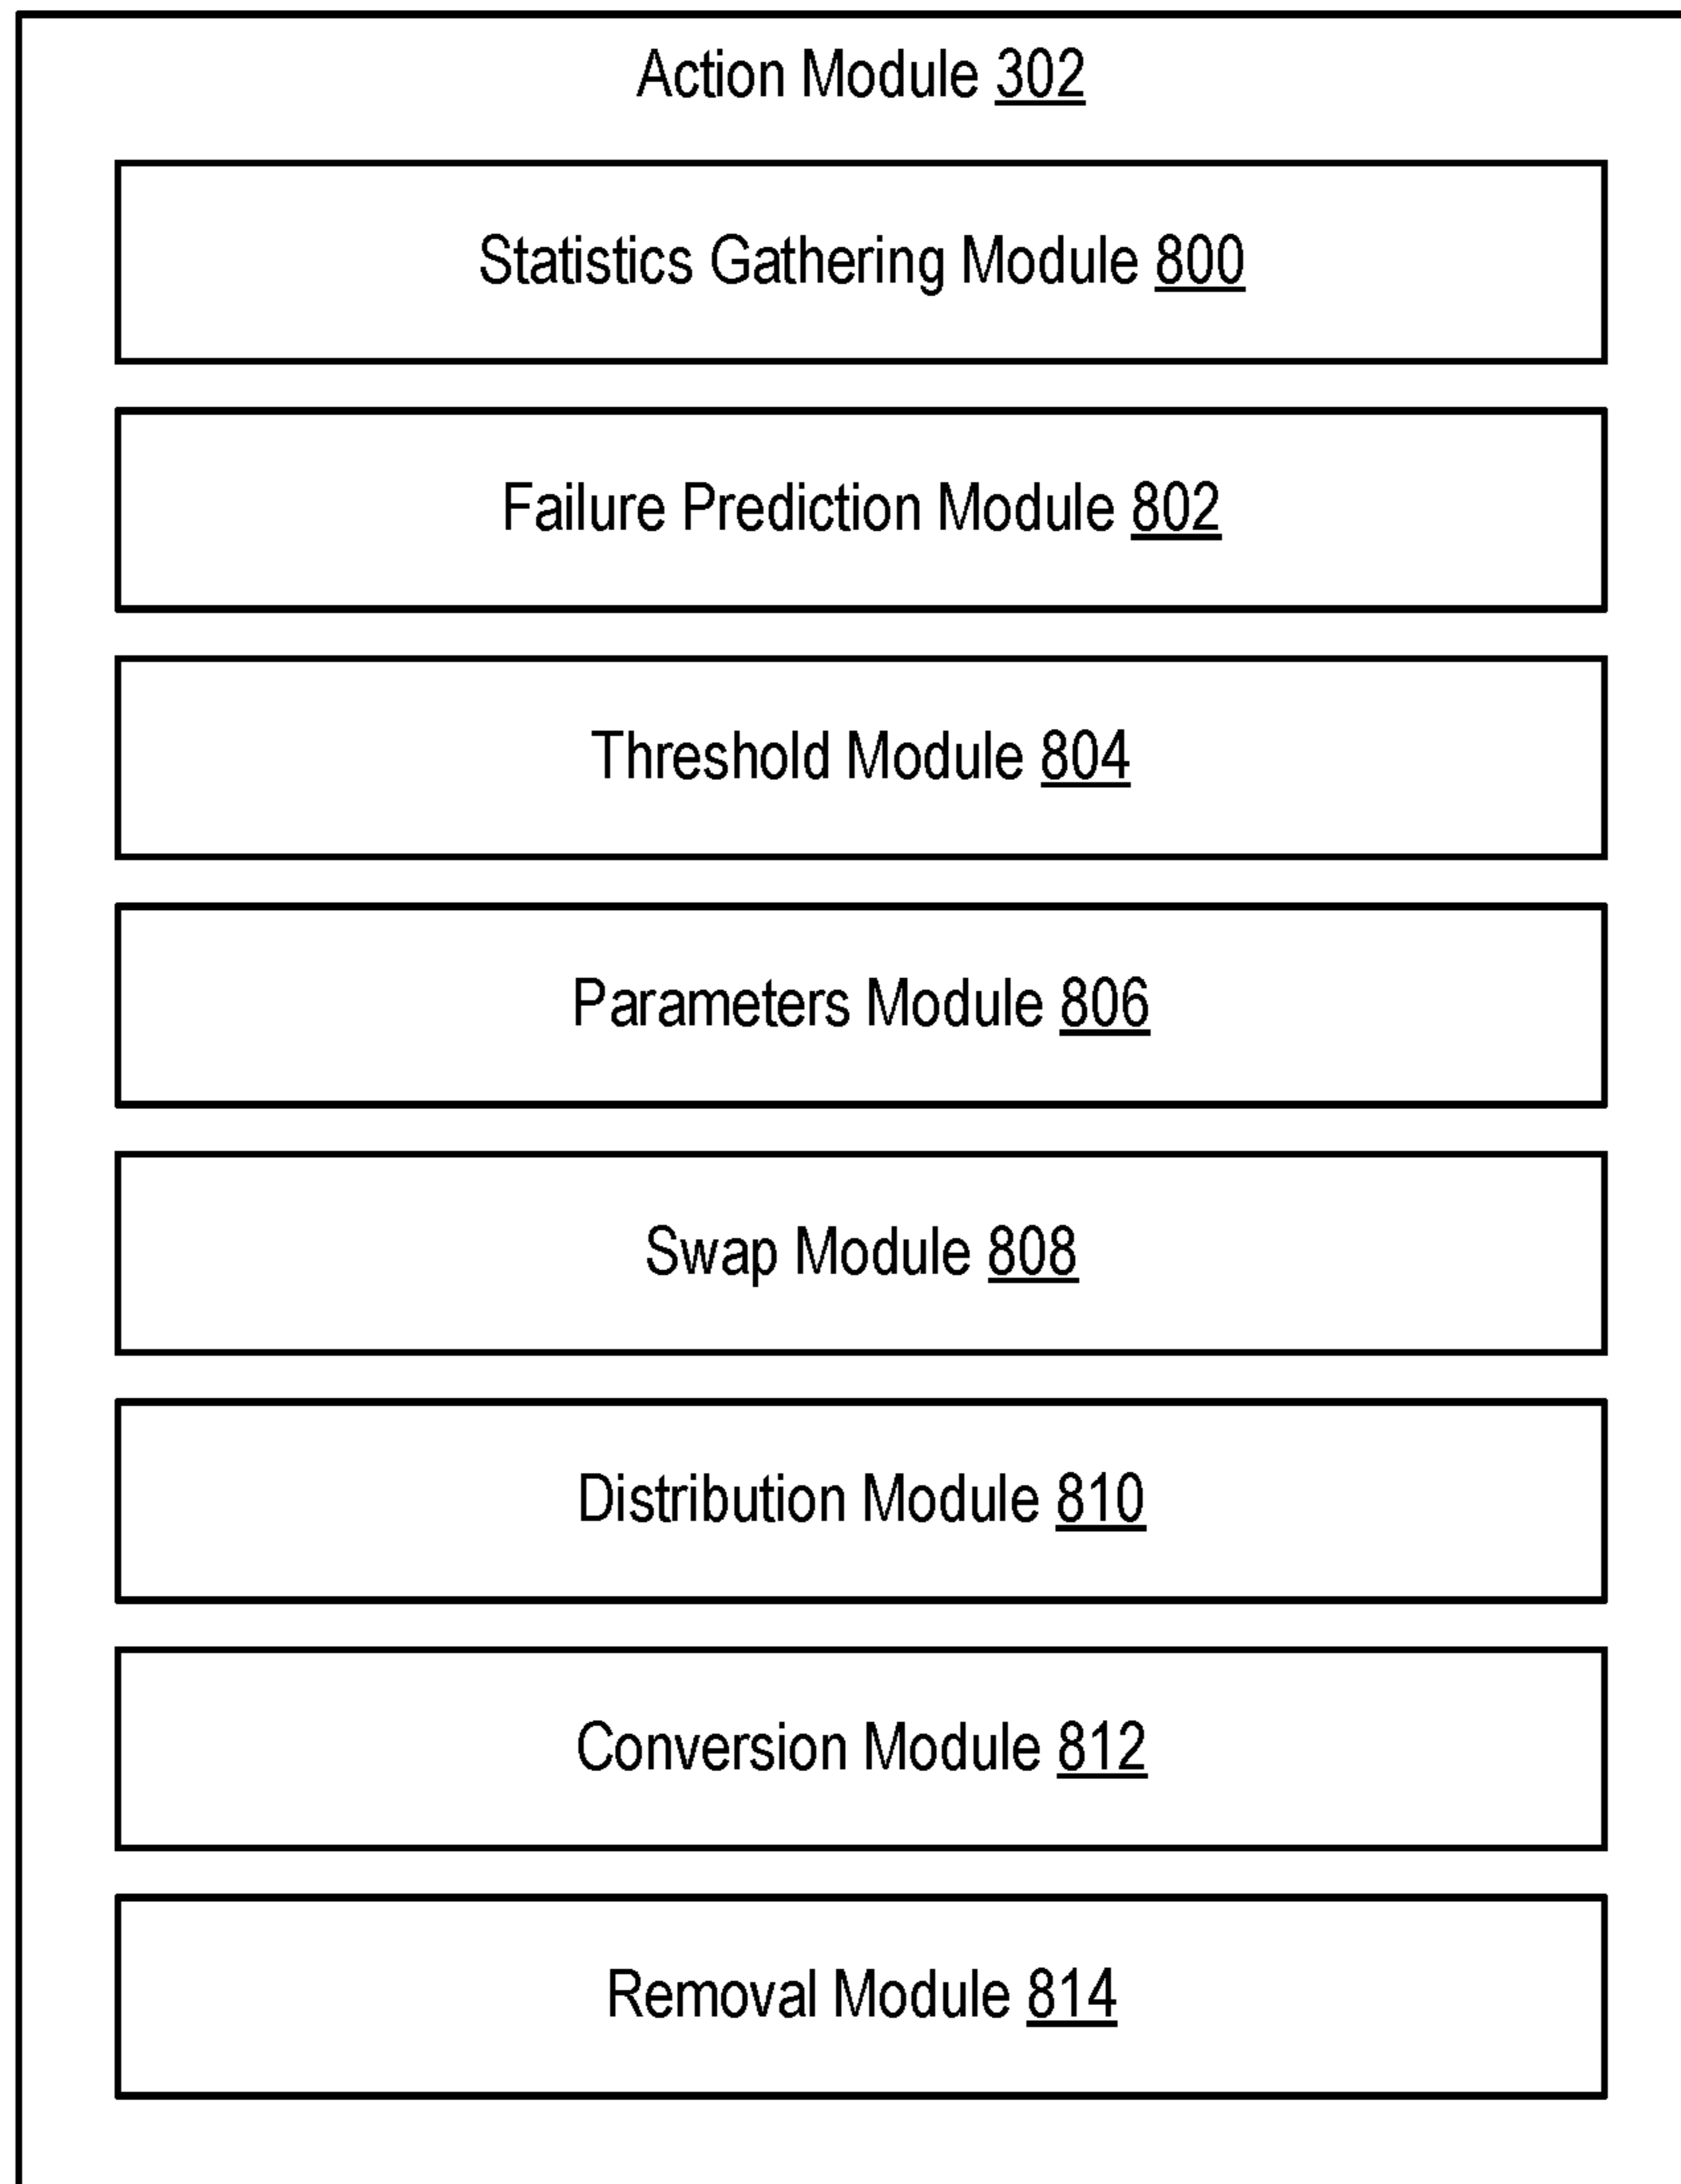 Action Module 302
Statistics Gathering Module 800
Failure Prediction Module 802
Threshold Module 804
Parameters Module 806
Swap Module 808
Distribution Module 810
Conversion Module 812
Removal Module 814